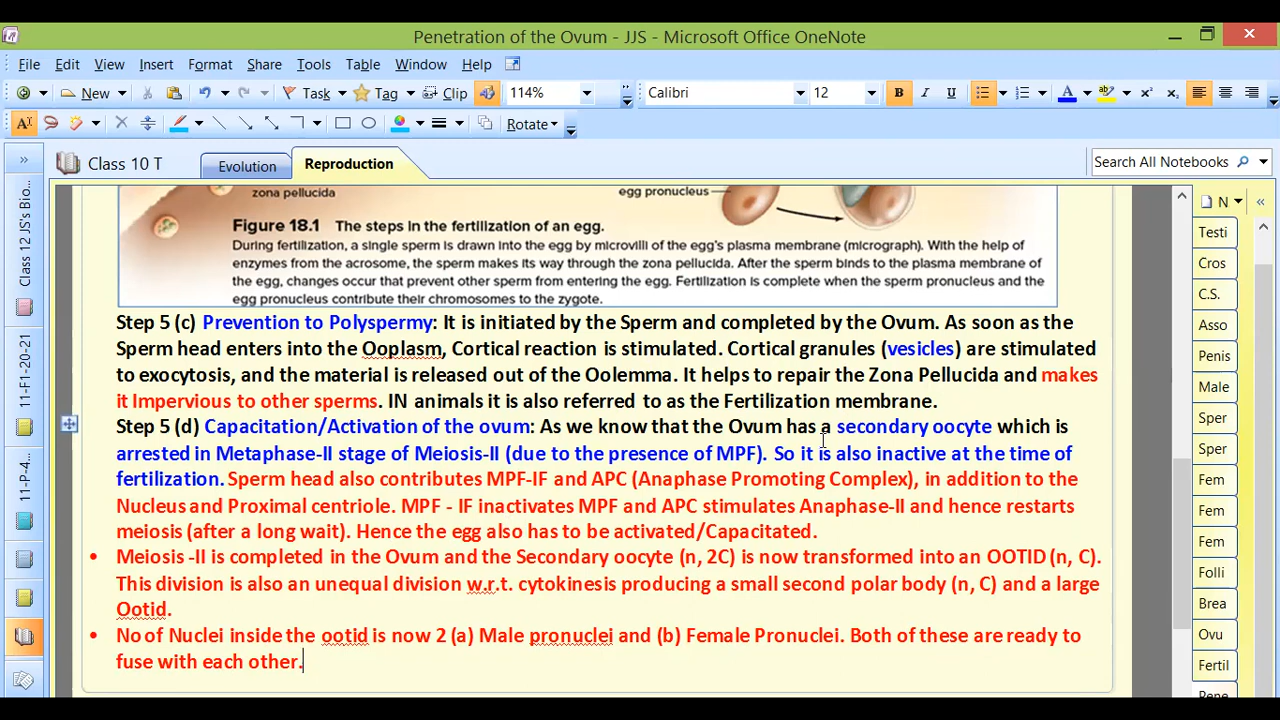 Penetration of the Ovum - JJS - Microsoft Office OneNote
File Edit View Insert Format Share Tools Table Window Help
New Task Tag Clip 114% Calibri 12 B I U A
A Rotate
Class 10 T Evolution Reproduction Search All Notebooks
Class 12 JJS's Bio...
11-F1-20-21
11-P-4...
N
Testi
Cros
C.S.
Asso
Penis
Male
Sper
Sper
Fem
Fem
Fem
Folli
Brea
Ovu
Fertil
Pene
zona pellucida
egg pronucleus
Figure 18.1 The steps in the fertilization of an egg.
During fertilization, a single sperm is drawn into the egg by microvilli of the egg's plasma membrane (micrograph). With the help of
enzymes from the acrosome, the sperm makes its way through the zona pellucida. After the sperm binds to the plasma membrane of
the egg, changes occur that prevent other sperm from entering the egg. Fertilization is complete when the sperm pronucleus and the
egg pronucleus contribute their chromosomes to the zygote.
Step 5 (c) Prevention to Polyspermy: It is initiated by the Sperm and completed by the Ovum. As soon as the
Sperm head enters into the Ooplasm, Cortical reaction is stimulated. Cortical granules (vesicles) are stimulated
to exocytosis, and the material is released out of the Oolemma. It helps to repair the Zona Pellucida and makes
it Impervious to other sperms. IN animals it is also referred to as the Fertilization membrane.
Step 5 (d) Capacitation/Activation of the ovum: As we know that the Ovum has a secondary oocyte which is
arrested in Metaphase-II stage of Meiosis-II (due to the presence of MPF). So it is also inactive at the time of
fertilization. Sperm head also contributes MPF-IF and APC (Anaphase Promoting Complex), in addition to the
Nucleus and Proximal centriole. MPF - IF inactivates MPF and APC stimulates Anaphase-II and hence restarts
meiosis (after a long wait). Hence the egg also has to be activated/Capacitated.
• Meiosis -II is completed in the Ovum and the Secondary oocyte (n, 2C) is now transformed into an OOTID (n, C).
This division is also an unequal division w.r.t. cytokinesis producing a small second polar body (n, C) and a large
Ootid.
• No of Nuclei inside the ootid is now 2 (a) Male pronuclei and (b) Female Pronuclei. Both of these are ready to
fuse with each other.